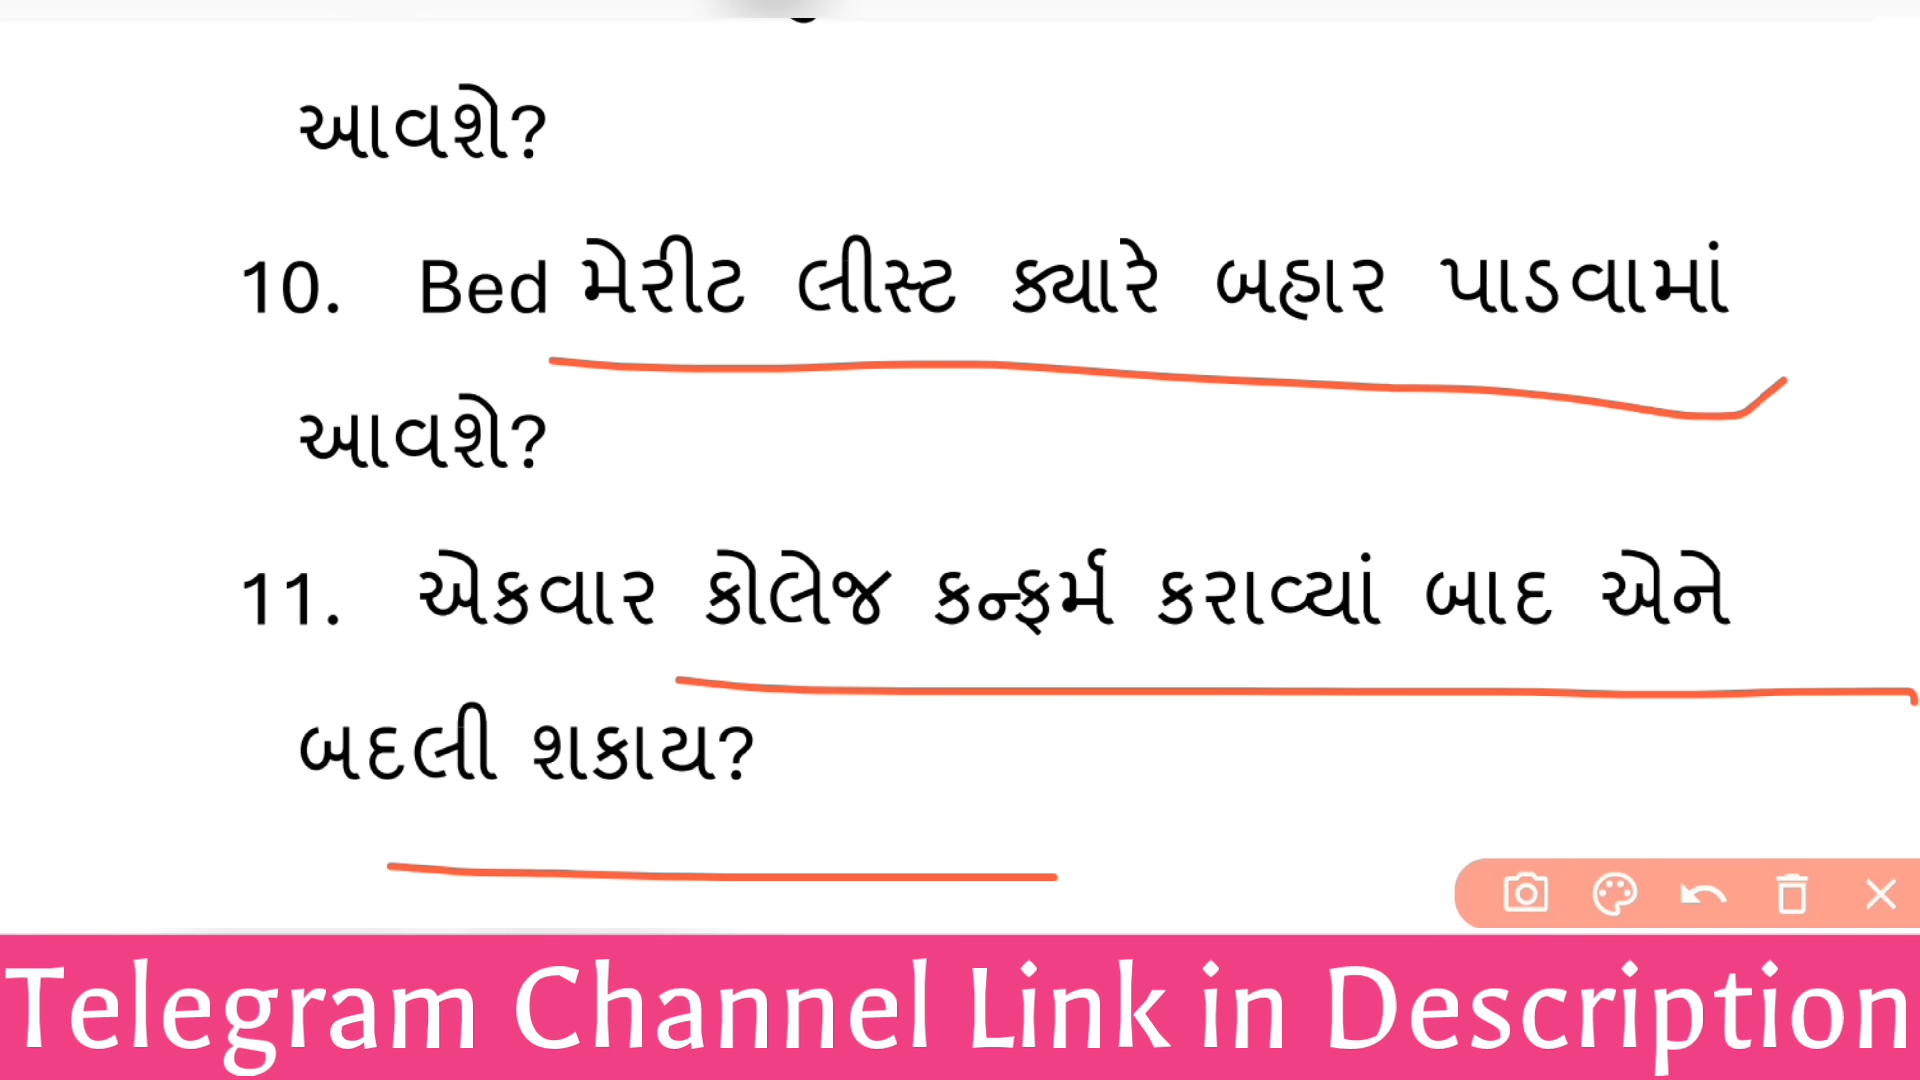 આવશે?
10. Bed મેરીટ લીસ્ટ ક્યારે બહાર પાડવામાં
આવશે?
11. એકવાર કોલેજ કન્ફર્મ કરાવ્યાં બાદ એને
બદલી શકાય?
Telegram Channel Link in Description